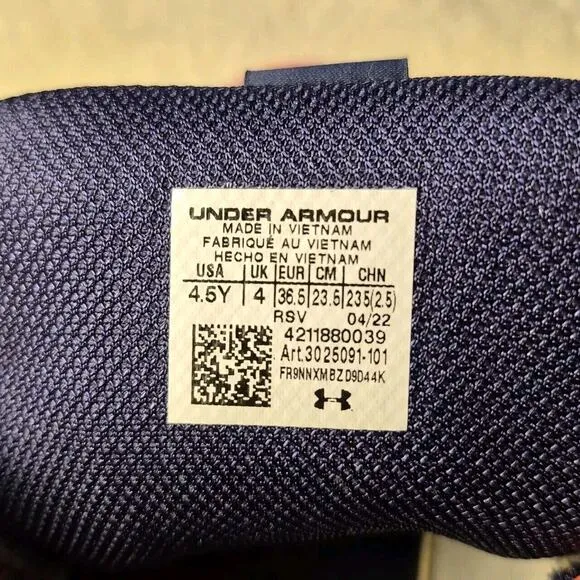 UNDER ARMOUR
MADE IN VIETNAM
FABRIQUÉ AU VIETNAM
HECHO EN VIETNAM
USA UK EUR CM CHN
4.5Y 4 36.5 23.5 235(2.5)
RSV 04/22
4211880039
Art.3025091-101
FR9NNXMBZD9D44K